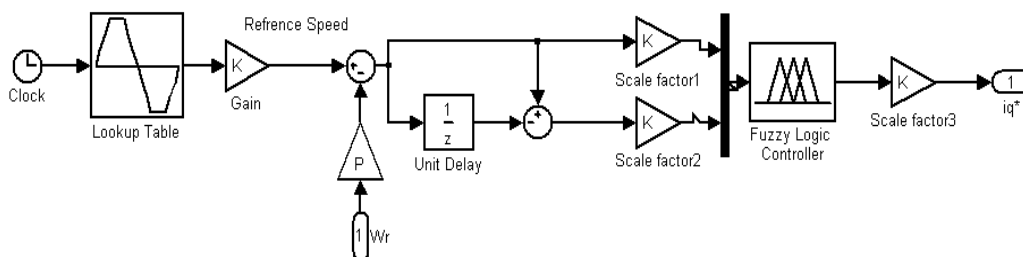 Refrence Speed
K
Clock
Lookup Table
Gain
P
1
Wr
1
z
Unit Delay
K
Scale factor1
K
Scale factor2
Fuzzy Logic
Controller
K
Scale factor3
1
iq*